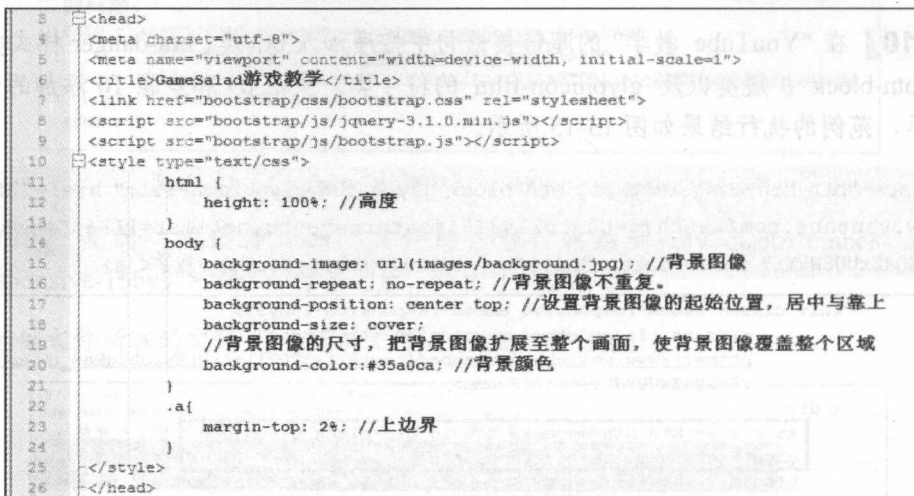 3 <head>
4 <meta charset="utf-8">
5 <meta name="viewport" content="width=device-width, initial-scale=1">
6 <title>GameSalad游戏教学</title>
7 <link href="bootstrap/css/bootstrap.css" rel="stylesheet">
8 <script src="bootstrap/js/jquery-3.1.0.min.js"></script>
9 <script src="bootstrap/js/bootstrap.js"></script>
10 <style type="text/css">
11 html {
12 height: 100%; //高度
13 }
14 body {
15 background-image: url(images/background.jpg); //背景图像
16 background-repeat: no-repeat; //背景图像不重复。
17 background-position: center top; //设置背景图像的起始位置，居中与靠上
18 background-size: cover;
19 //背景图像的尺寸，把背景图像扩展至整个画面，使背景图像覆盖整个区域
20 background-color:#35a0ca; //背景颜色
21 }
22 .a{
23 margin-top: 2%; //上边界
24 }
25 </style>
26 </head>